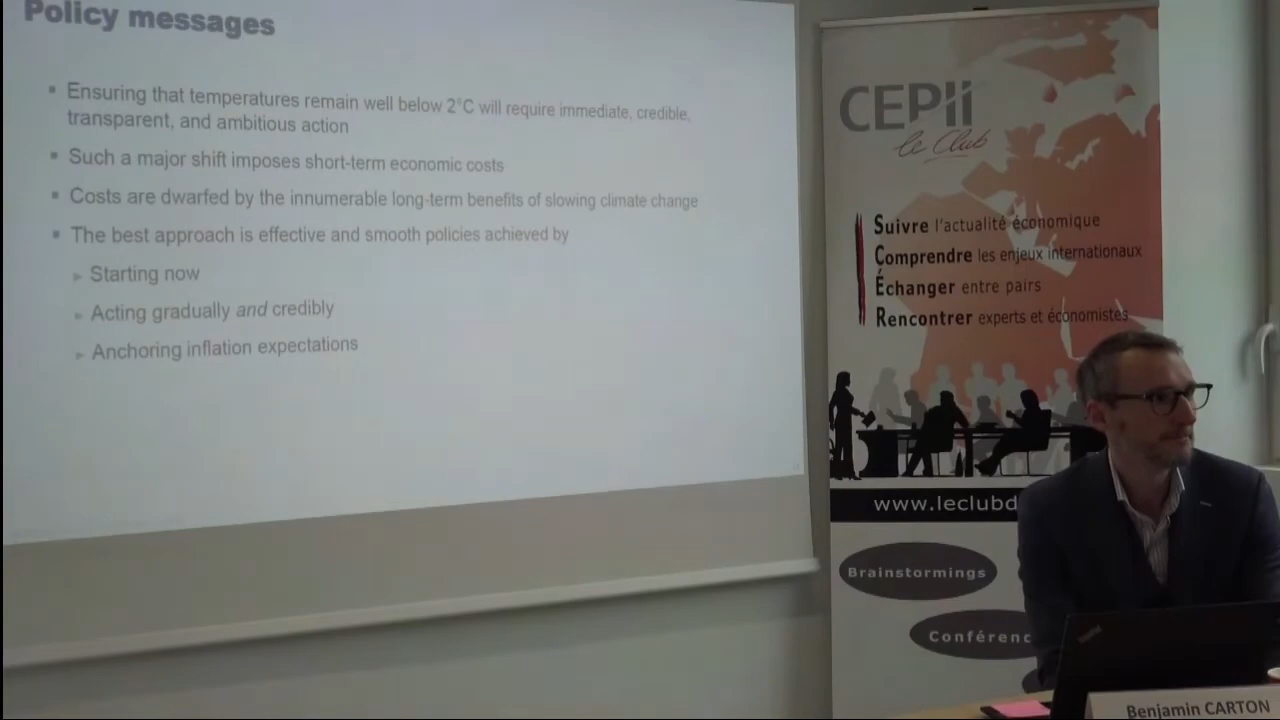 Policy messages
Ensuring that temperatures remain well below 2°C will require immediate, credible,
transparent, and ambitious action
Such a major shift imposes short-term economic costs
Costs are dwarfed by the innumerable long-term benefits of slowing climate change
The best approach is effective and smooth policies achieved by
Starting now
Acting gradually and credibly
Anchoring inflation expectations
CEPII
le Club
Suivre l'actualité économique
Comprendre les enjeux internationaux
Échanger entre pairs
Rencontrer experts et économistes
www.leclubd
Brainstormings
Conférenc
Benjamin CARTON